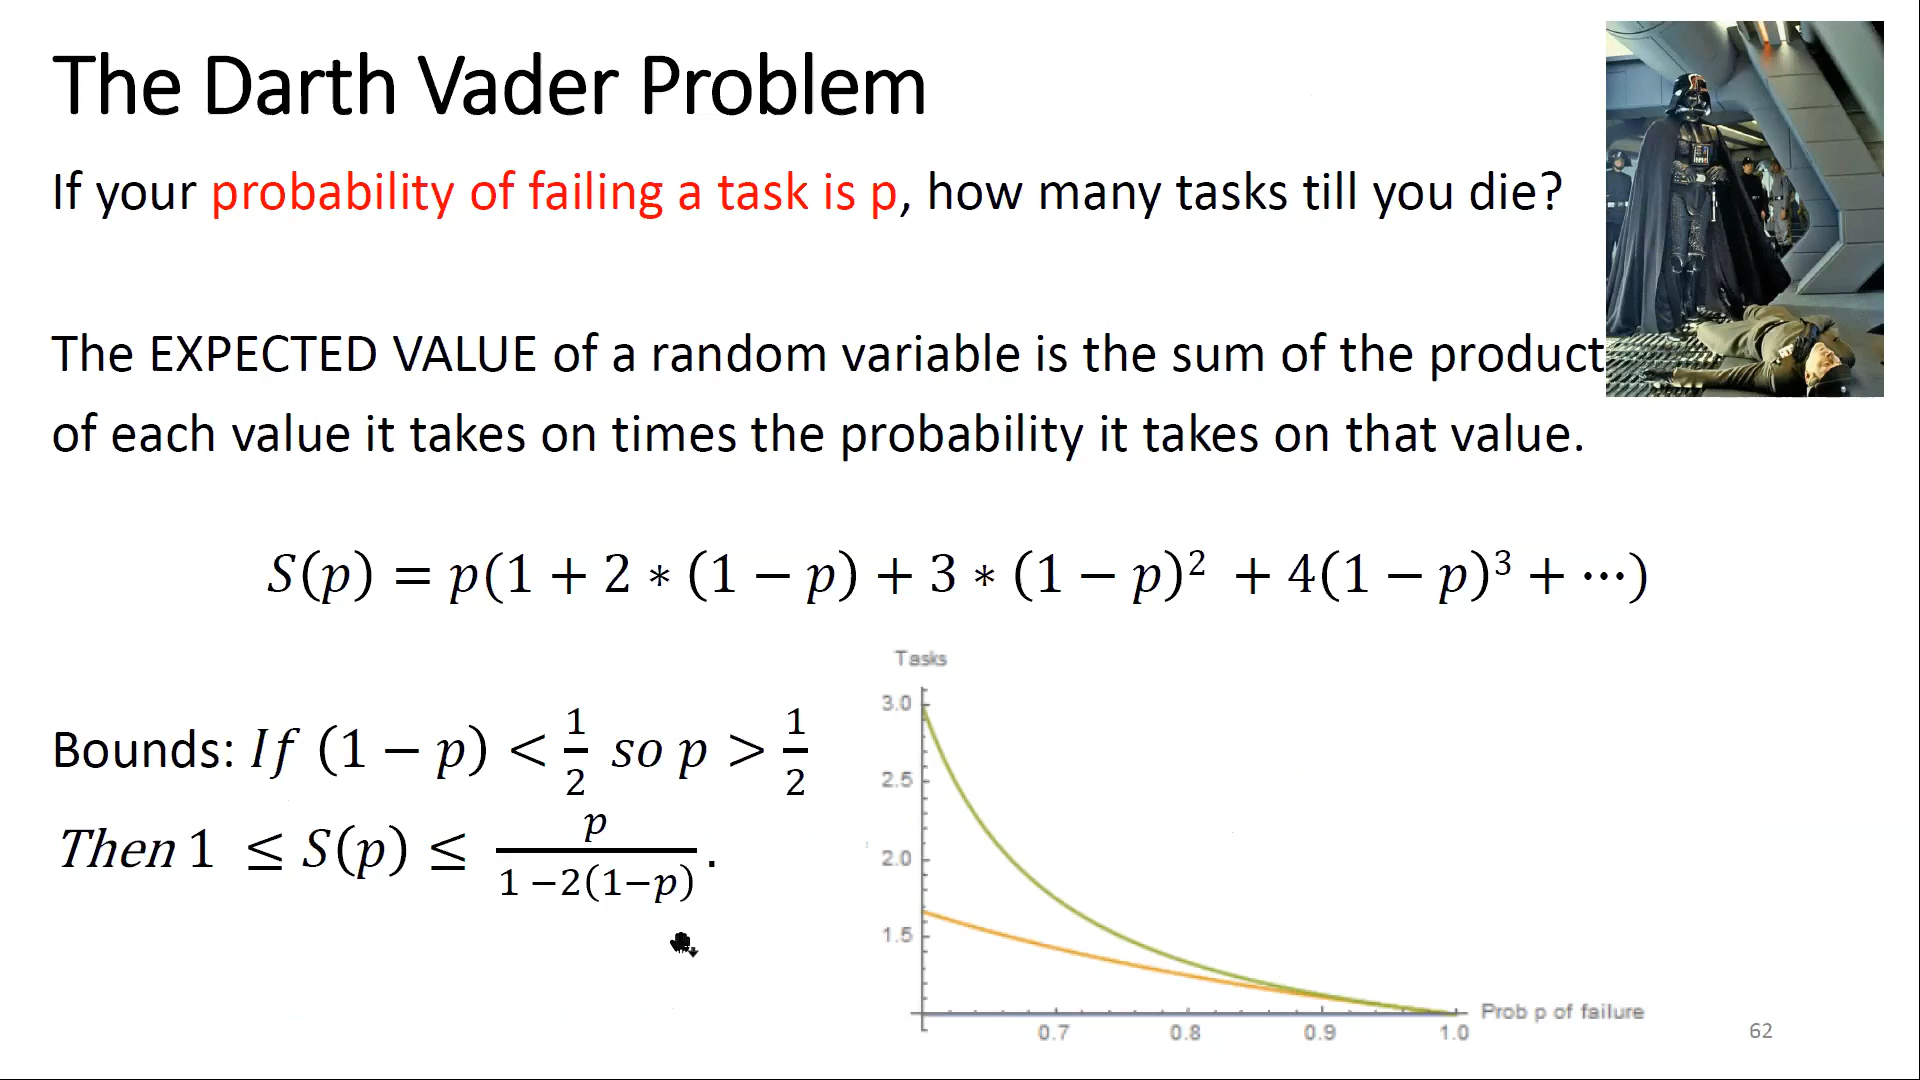 The Darth Vader Problem
If your probability of failing a task is p, how many tasks till you die?
The EXPECTED VALUE of a random variable is the sum of the product
of each value it takes on times the probability it takes on that value.
S(p) = p(1 + 2 ∗ (1 − p) + 3 ∗ (1 − p)² + 4(1 − p)³ + ⋯)
Bounds: If (1 − p) < 1/2 so p > 1/2
Then 1 ≤ S(p) ≤ p/(1 −2(1−p)) .
Tasks
3.0
2.5
2.0
1.5
0.7 0.8 0.9 1.0
Prob p of failure
62